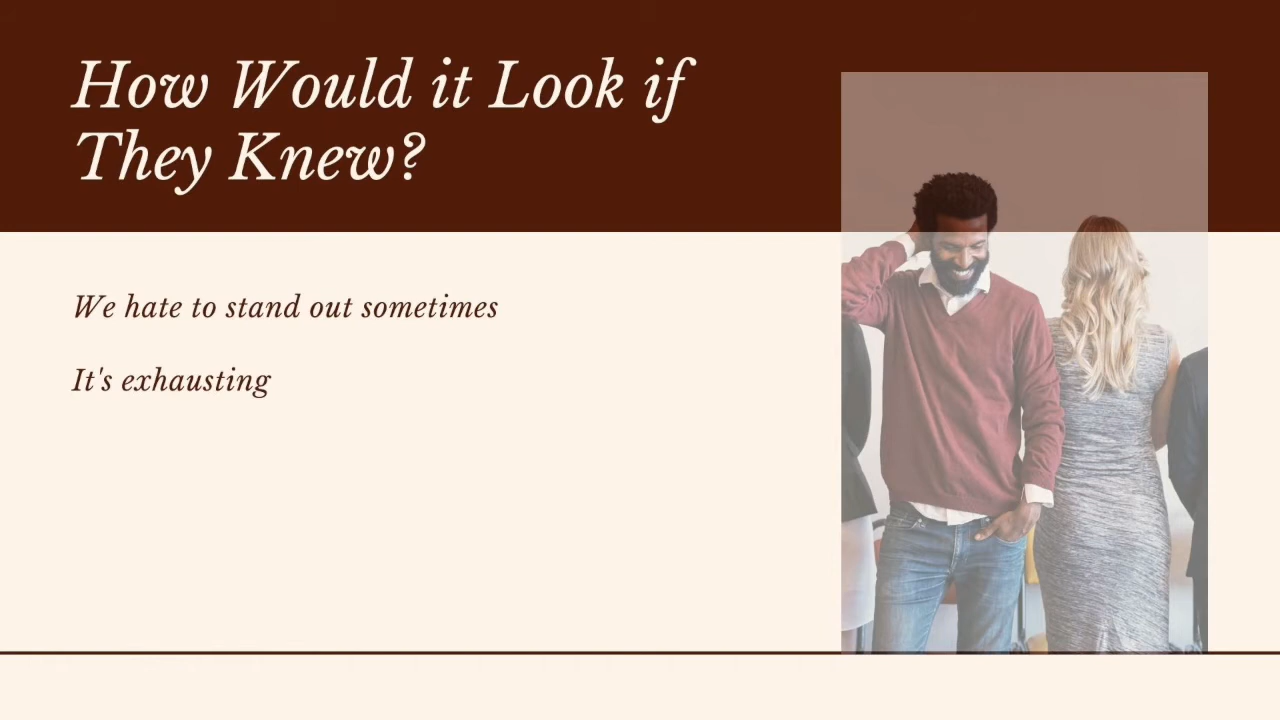 How Would it Look if
They Knew?
We hate to stand out sometimes
It's exhausting